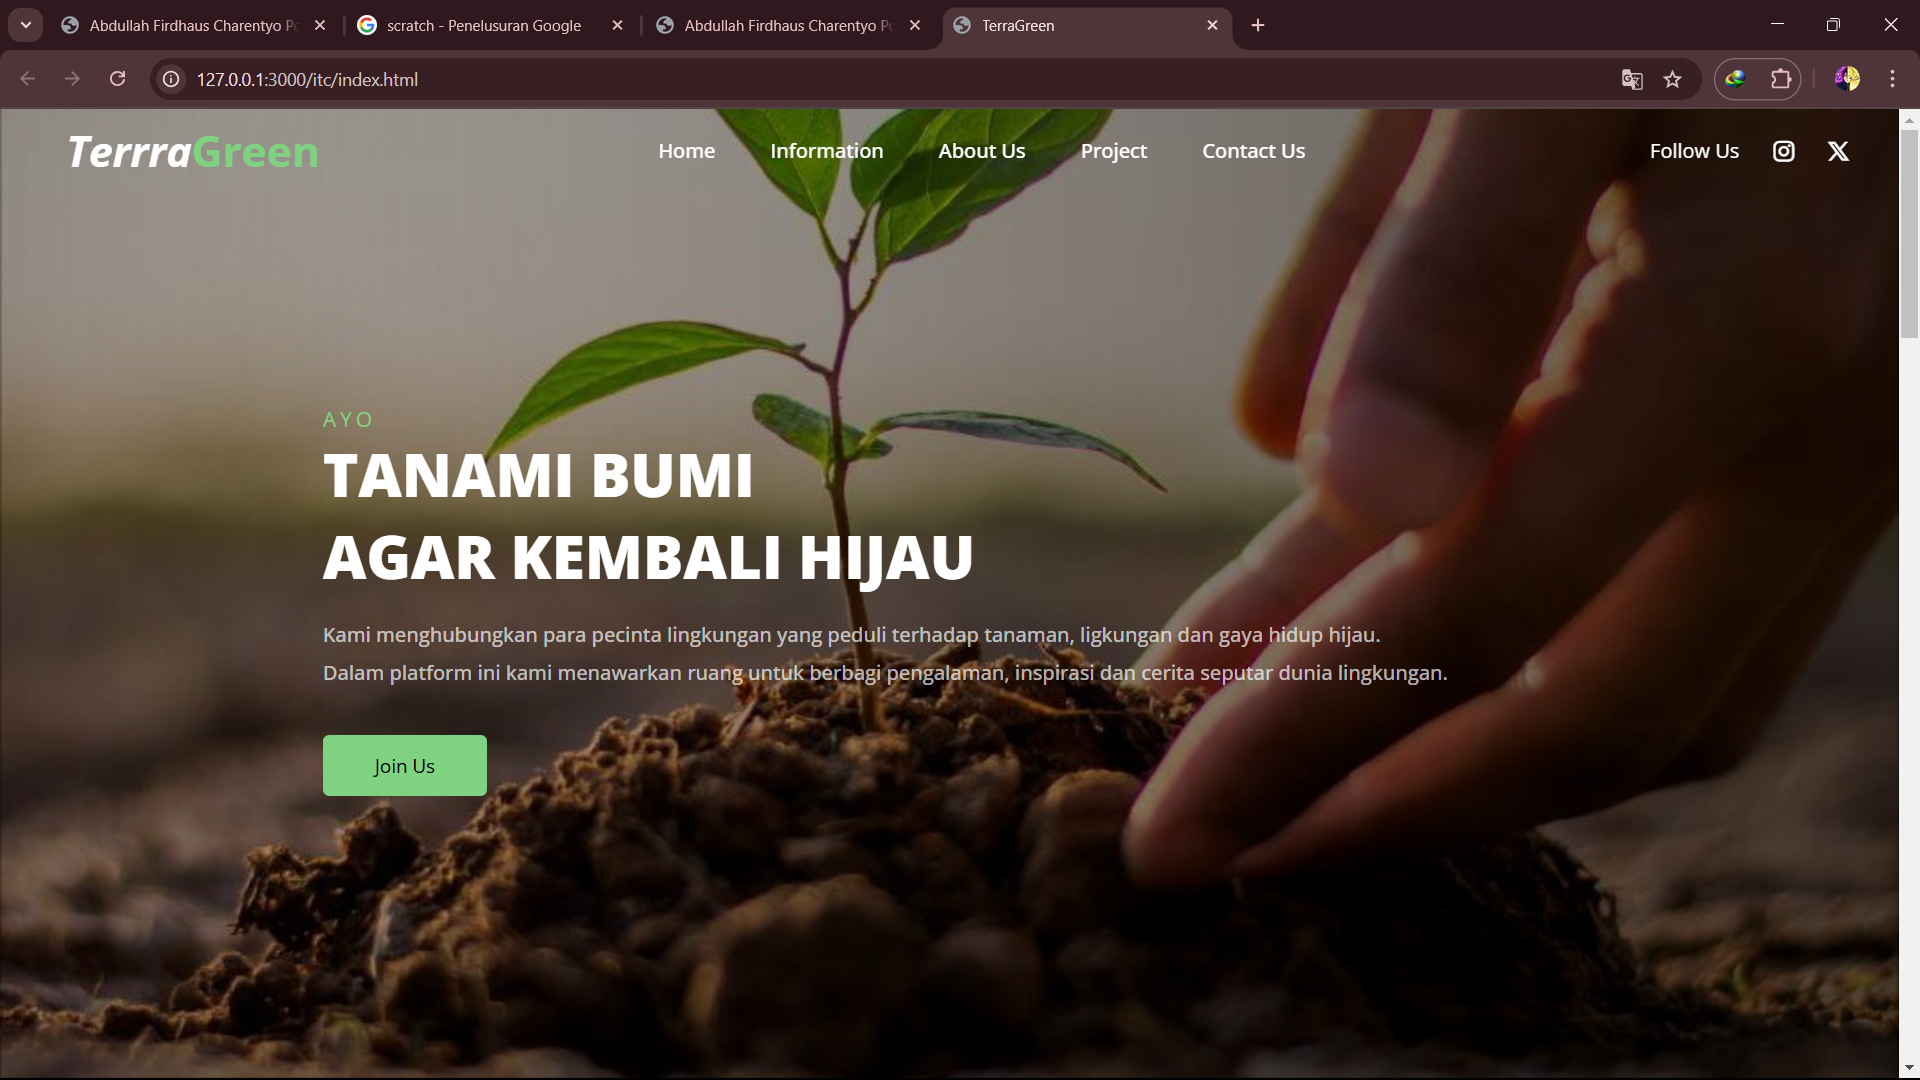 Abdullah Firdhaus Charentyo Po
scratch - Penelusuran Google
Abdullah Firdhaus Charentyo Po
TerraGreen
127.0.0.1:3000/itc/index.html
TerrraGreen
Home
Information
About Us
Project
Contact Us
Follow Us
AYO
TANAMI BUMI
AGAR KEMBALI HIJAU
Kami menghubungkan para pecinta lingkungan yang peduli terhadap tanaman, ligkungan dan gaya hidup hijau.
Dalam platform ini kami menawarkan ruang untuk berbagi pengalaman, inspirasi dan cerita seputar dunia lingkungan.
Join Us